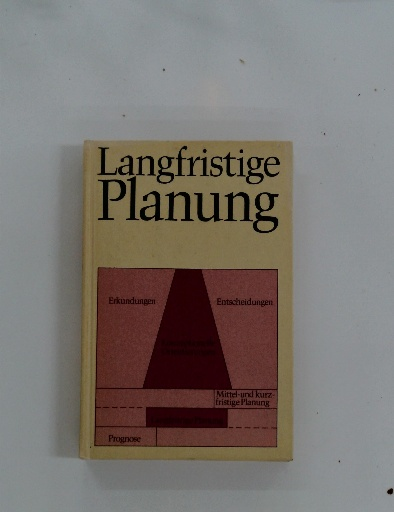 Langfristige
Planung
Erkundungen
Entscheidungen
Mittel-und kurz-
fristige Planung
Prognose